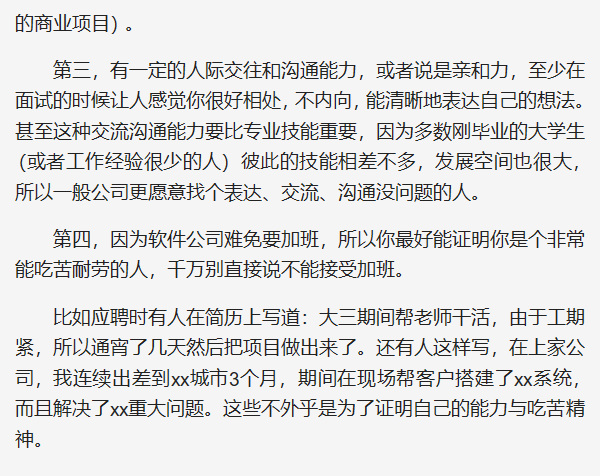 的商业项目）。
第三，有一定的人际交往和沟通能力，或者说是亲和力，至少在
面试的时候让人感觉你很好相处，不内向，能清晰地表达自己的想法。
甚至这种交流沟通能力要比专业技能重要，因为多数刚毕业的大学生
（或者工作经验很少的人）彼此的技能相差不多，发展空间也很大，
所以一般公司更愿意找个表达、交流、沟通没问题的人。
第四，因为软件公司难免要加班，所以你最好能证明你是个非常
能吃苦耐劳的人，千万别直接说不能接受加班。
比如应聘时有人在简历上写道：大三期间帮老师干活，由于工期
紧，所以通宵了几天然后把项目做出来了。还有人这样写，在上家公
司，我连续出差到xx城市3个月，期间在现场帮客户搭建了xx系统，
而且解决了xx重大问题。这些不外乎是为了证明自己的能力与吃苦精
神。